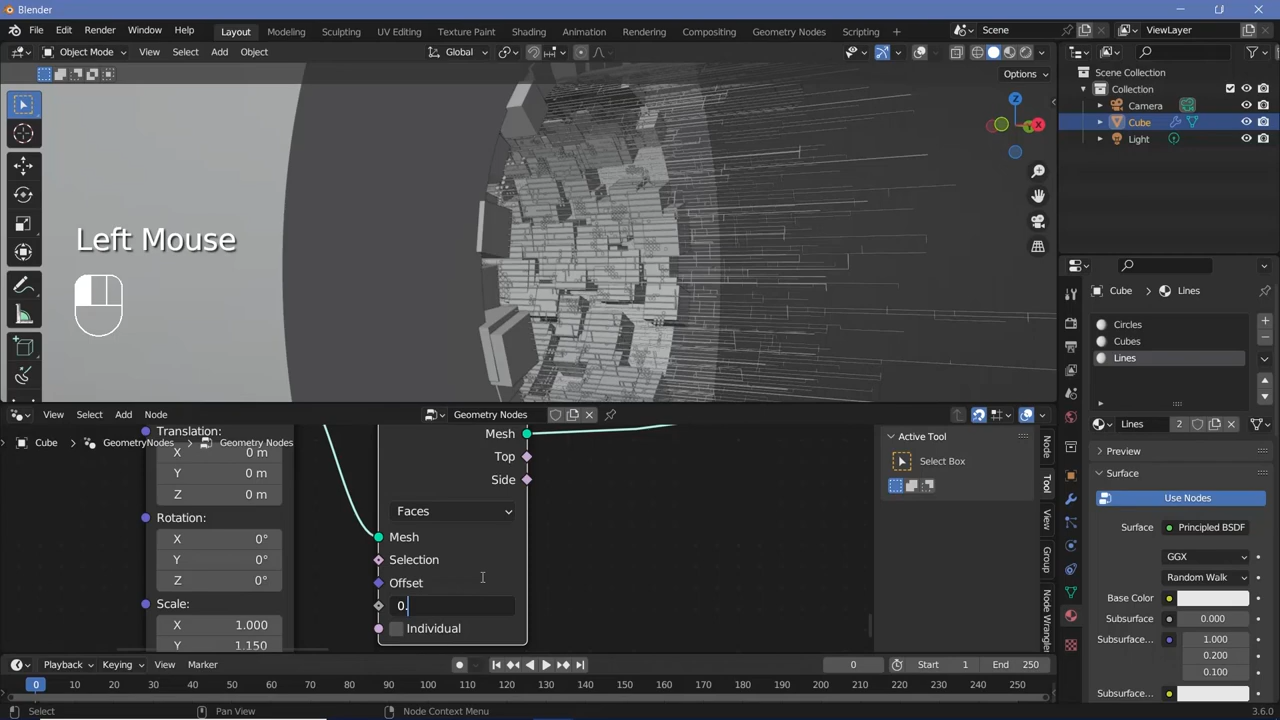 Blender
File Edit Render Window Help
Layout Modeling Sculpting UV Editing Texture Paint Shading Animation Rendering Compositing Geometry Nodes Scripting +
Scene
ViewLayer
Object Mode View Select Add Object
Global
Options
Scene Collection
Collection
Camera
Cube
Light
Z
Y
X
Left Mouse
Cube Lines
Circles
Cubes
Lines
Lines 2
Preview
Surface
Use Nodes
Surface Principled BSDF
GGX
Random Walk
Base Color
Subsurface 0.000
Subsurface... 1.000
0.200
0.100
Subsurface...
View Select Add Node
Geometry Nodes
Cube GeometryNodes Geometry Nodes
Translation:
X 0 m
Y 0 m
Z 0 m
Rotation:
X 0°
Y 0°
Z 0°
Scale:
X 1.000
Y 1.150
Mesh
Top
Side
Faces
Mesh
Selection
Offset
0.
Individual
Active Tool
Select Box
Node
Tool
View
Group
Node Wrangler
Playback Keying View Marker
0 Start 1 End 250
0 10 20 30 40 50 60 70 80 90 100 110 120 130 140 150 160 170 180 190 200 210 220 230 240 250
Select Pan View Node Context Menu
3.6.0